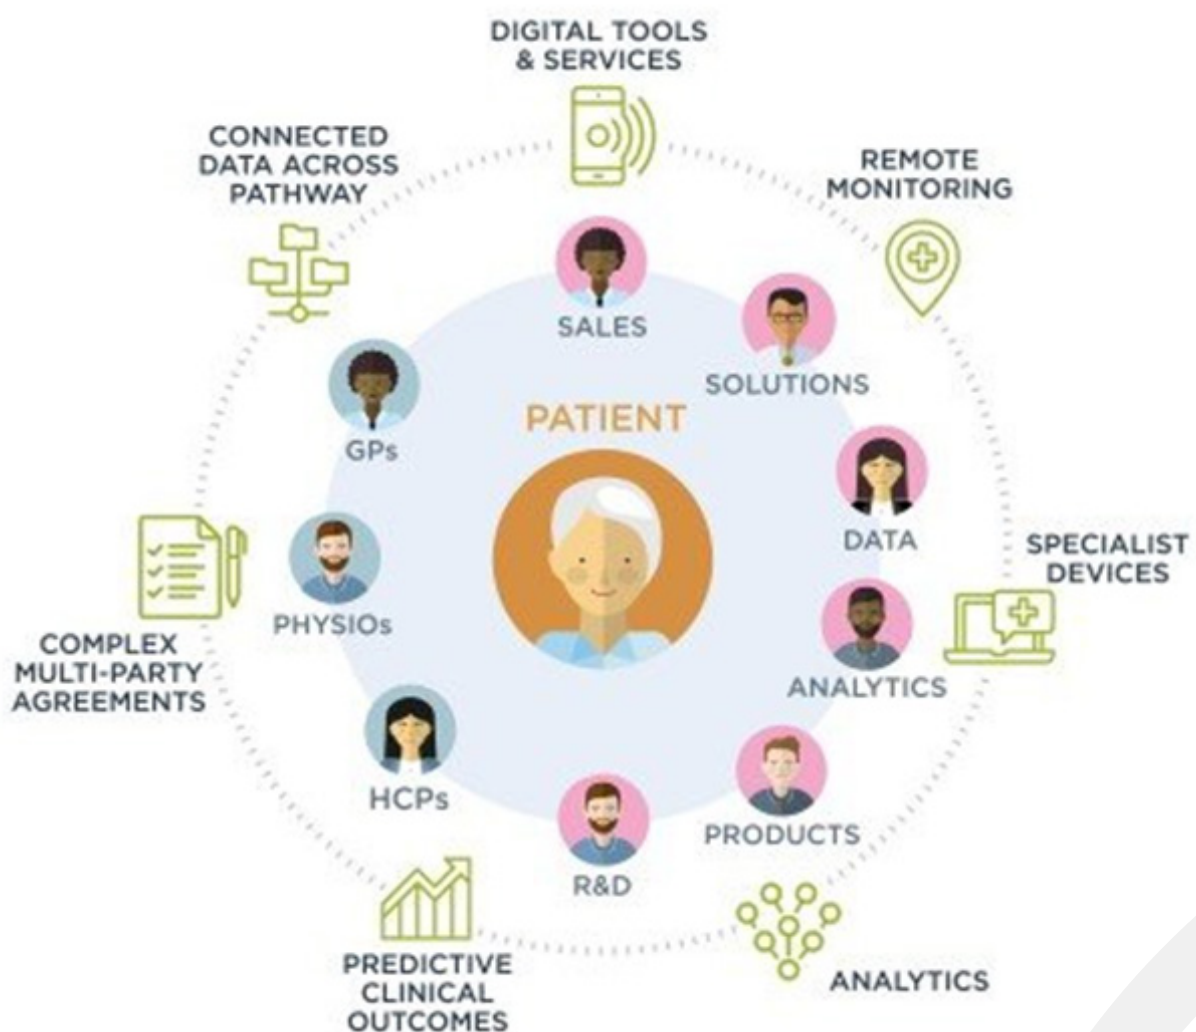 DIGITAL TOOLS
& SERVICES
CONNECTED
DATA ACROSS
PATHWAY
REMOTE
MONITORING
SALES
SOLUTIONS
PATIENT
GPs
DATA
SPECIALIST
DEVICES
PHYSIOs
COMPLEX
MULTI-PARTY
AGREEMENTS
ANALYTICS
HCPs
PRODUCTS
R&D
PREDICTIVE
CLINICAL
OUTCOMES
ANALYTICS